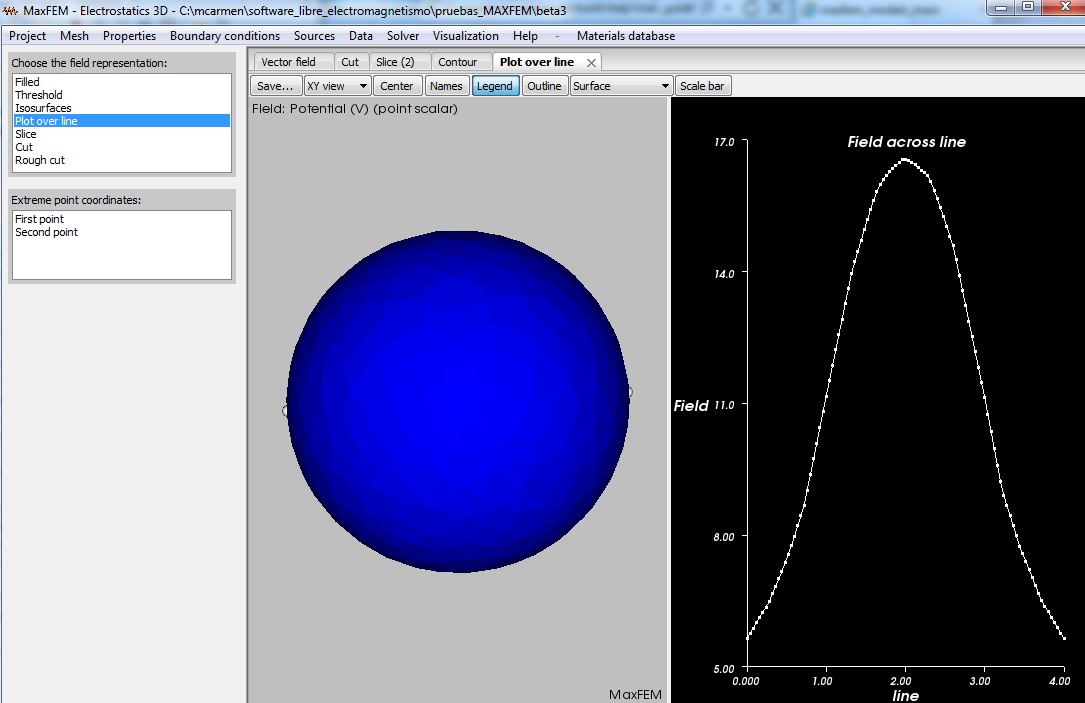 MaxFEM - Electrostatics 3D - C:\mcarmen\software_libre_electromagnetismo\pruebas_MAXFEM\beta3
Project Mesh Properties Boundary conditions Sources Data Solver Visualization Help - Materials database
Choose the field representation:
Filled
Threshold
Isosurfaces
Plot over line
Slice
Cut
Rough cut
Extreme point coordinates:
First point
Second point
Vector field Cut Slice (2) Contour Plot over line
Save... XY view Center Names Legend Outline Surface Scale bar
Field: Potential (V) (point scalar)
MaxFEM
Field across line
17.0
14.0
Field 11.0
8.00
5.00
0.000 1.00 2.00 3.00 4.00
line